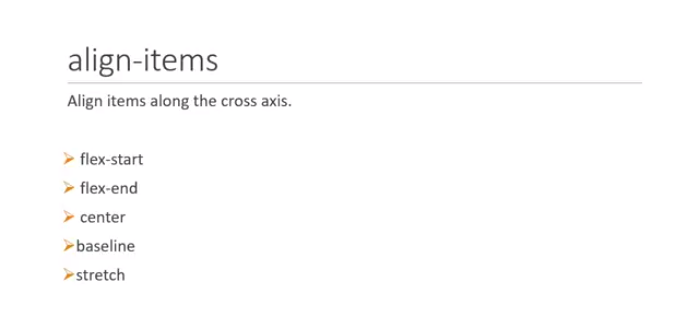 align-items
Align items along the cross axis.
flex-start
flex-end
center
baseline
stretch